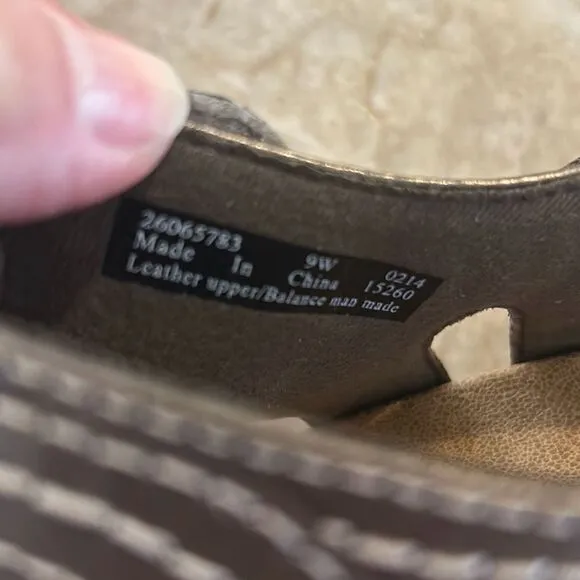 26065783 9W 0214
Made In China 15260
Leather upper/Balance man made